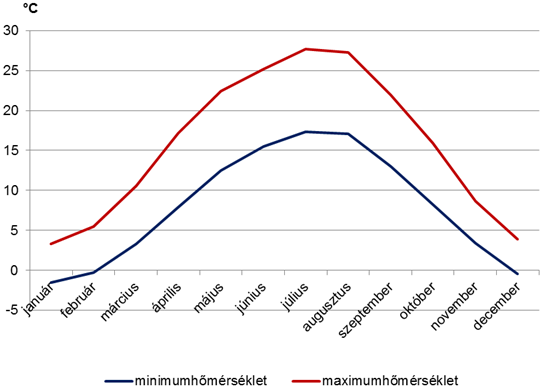 °C
30
25
20
15
10
5
0
-5
január
február
március
április
május
június
július
augusztus
szeptember
október
november
december
minimumhőmérséklet
maximumhőmérséklet